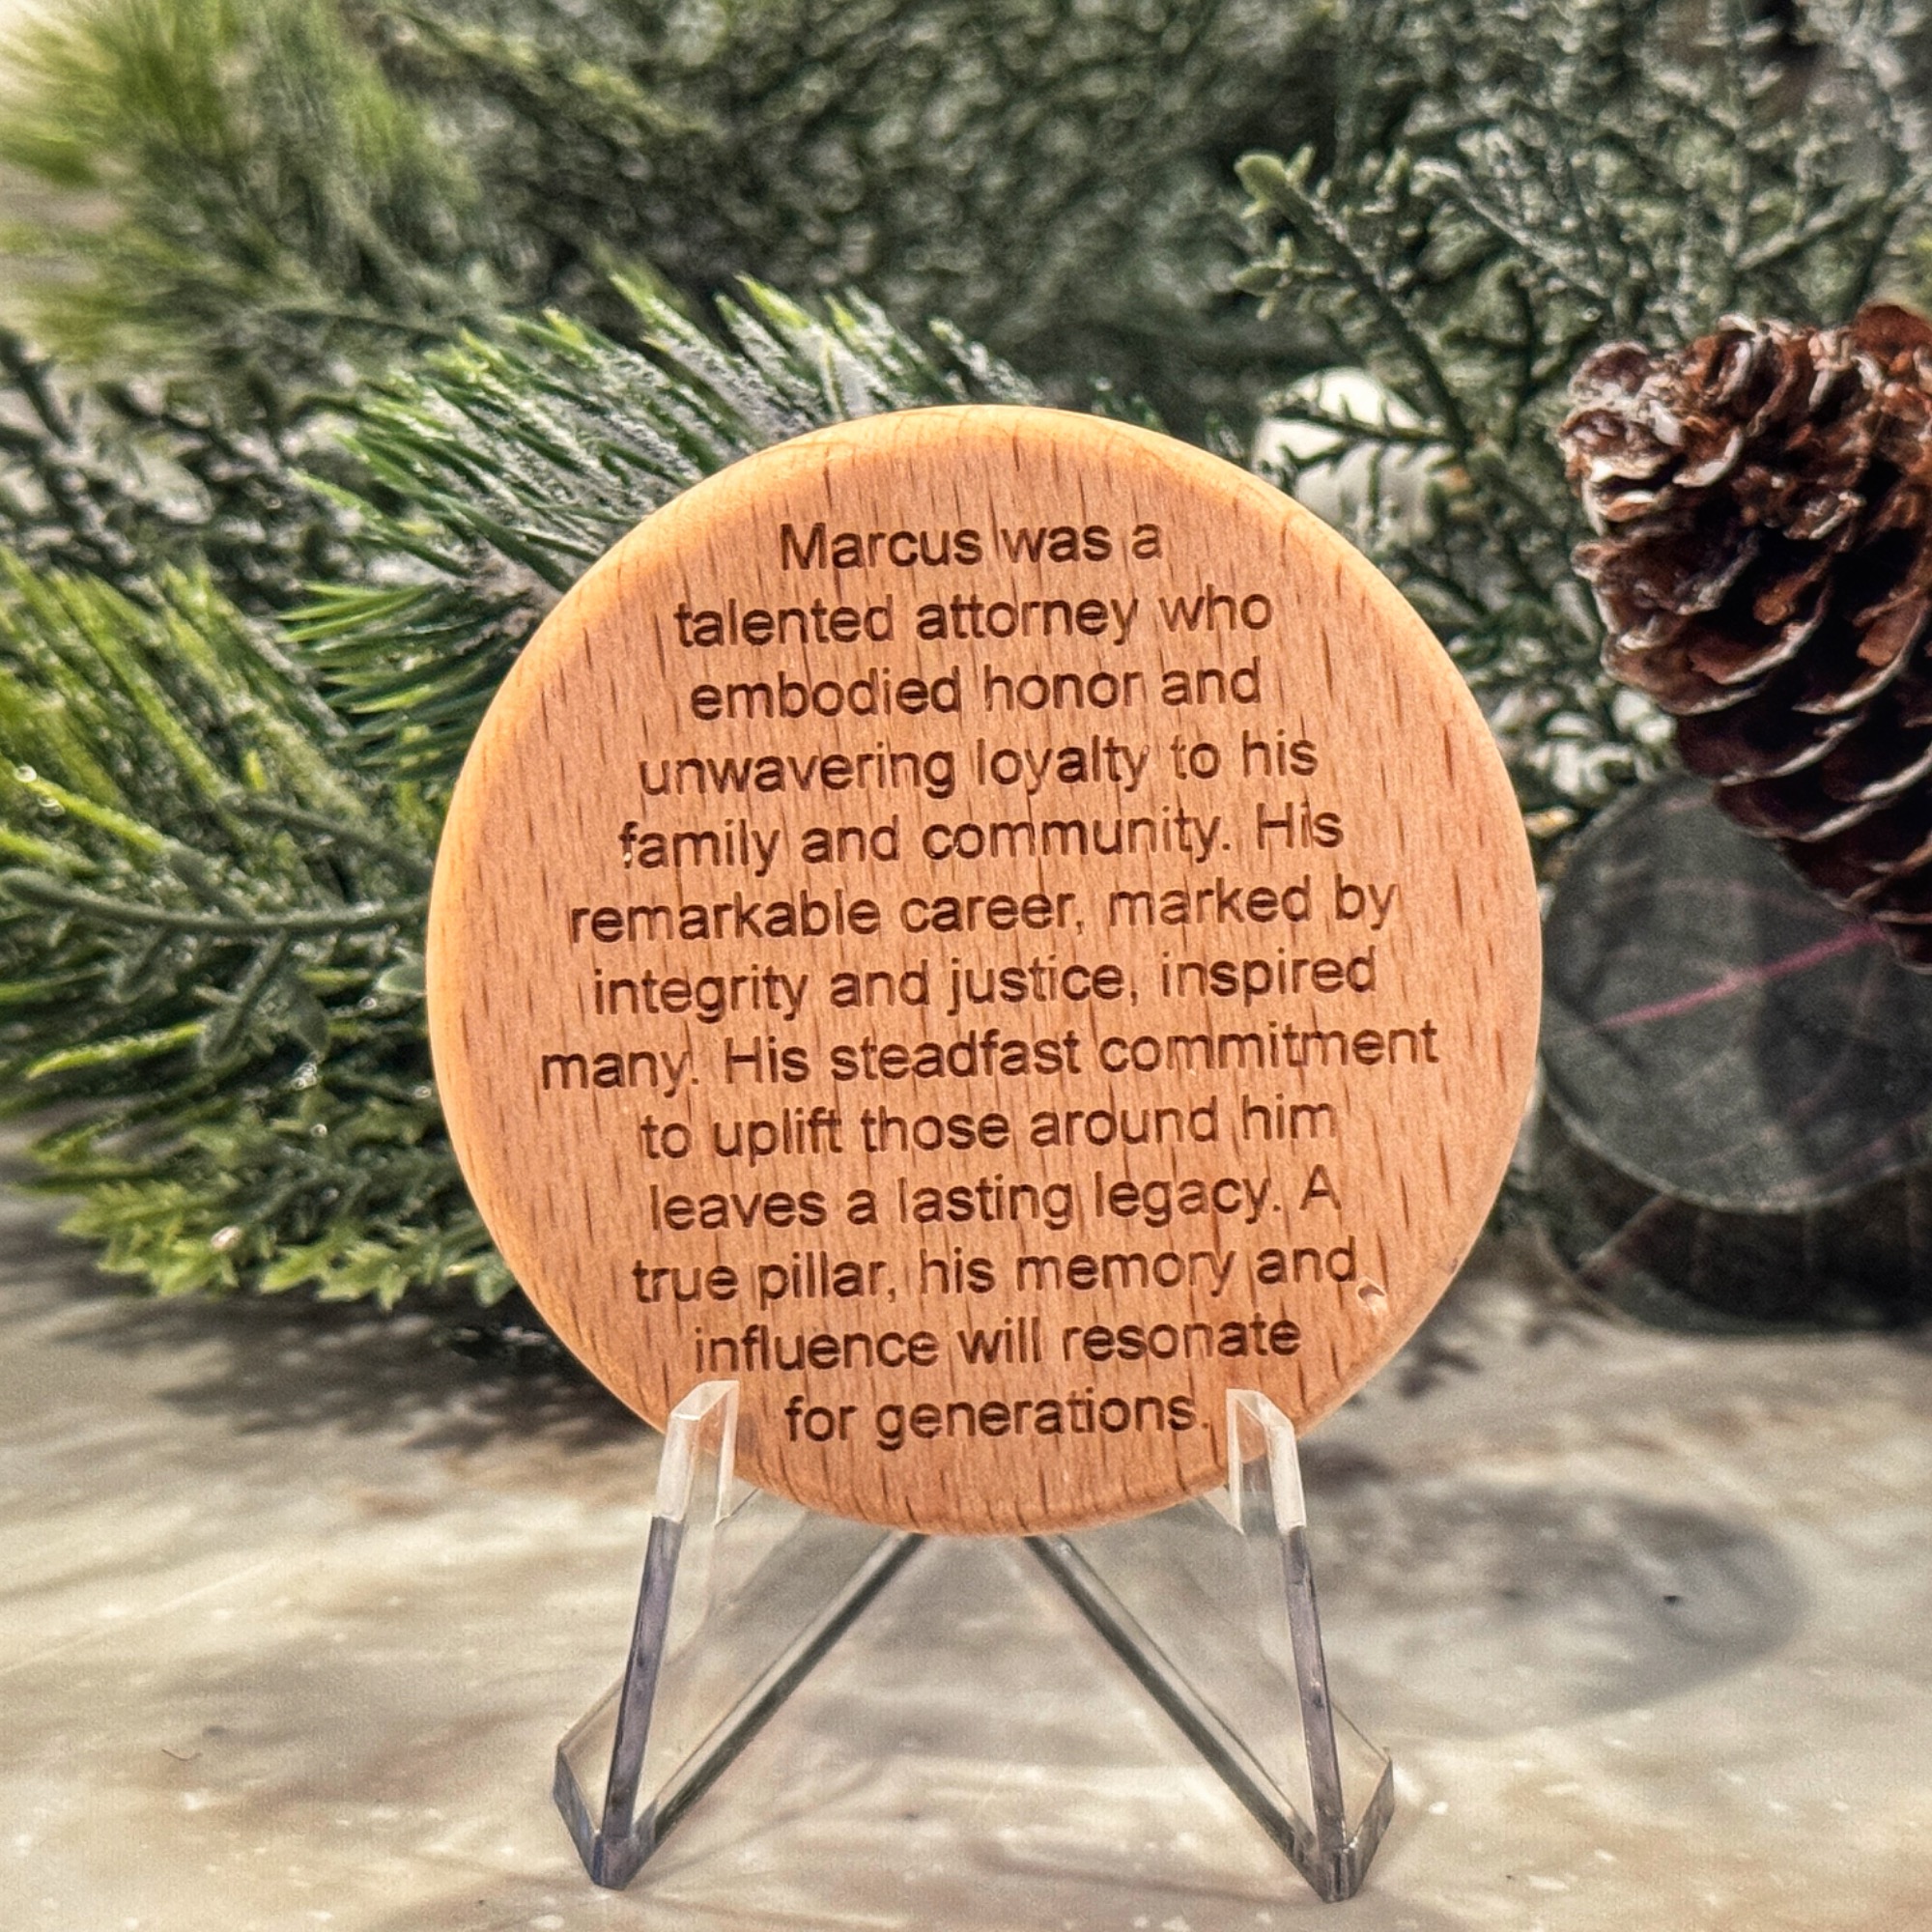 Marcus was a
talented attorney who
embodied honor and
unwavering loyalty to his
family and community. His
remarkable career, marked by
integrity and justice, inspired
many. His steadfast commitment
to uplift those around him
leaves a lasting legacy. A
true pillar, his memory and
influence will resonate
for generations.